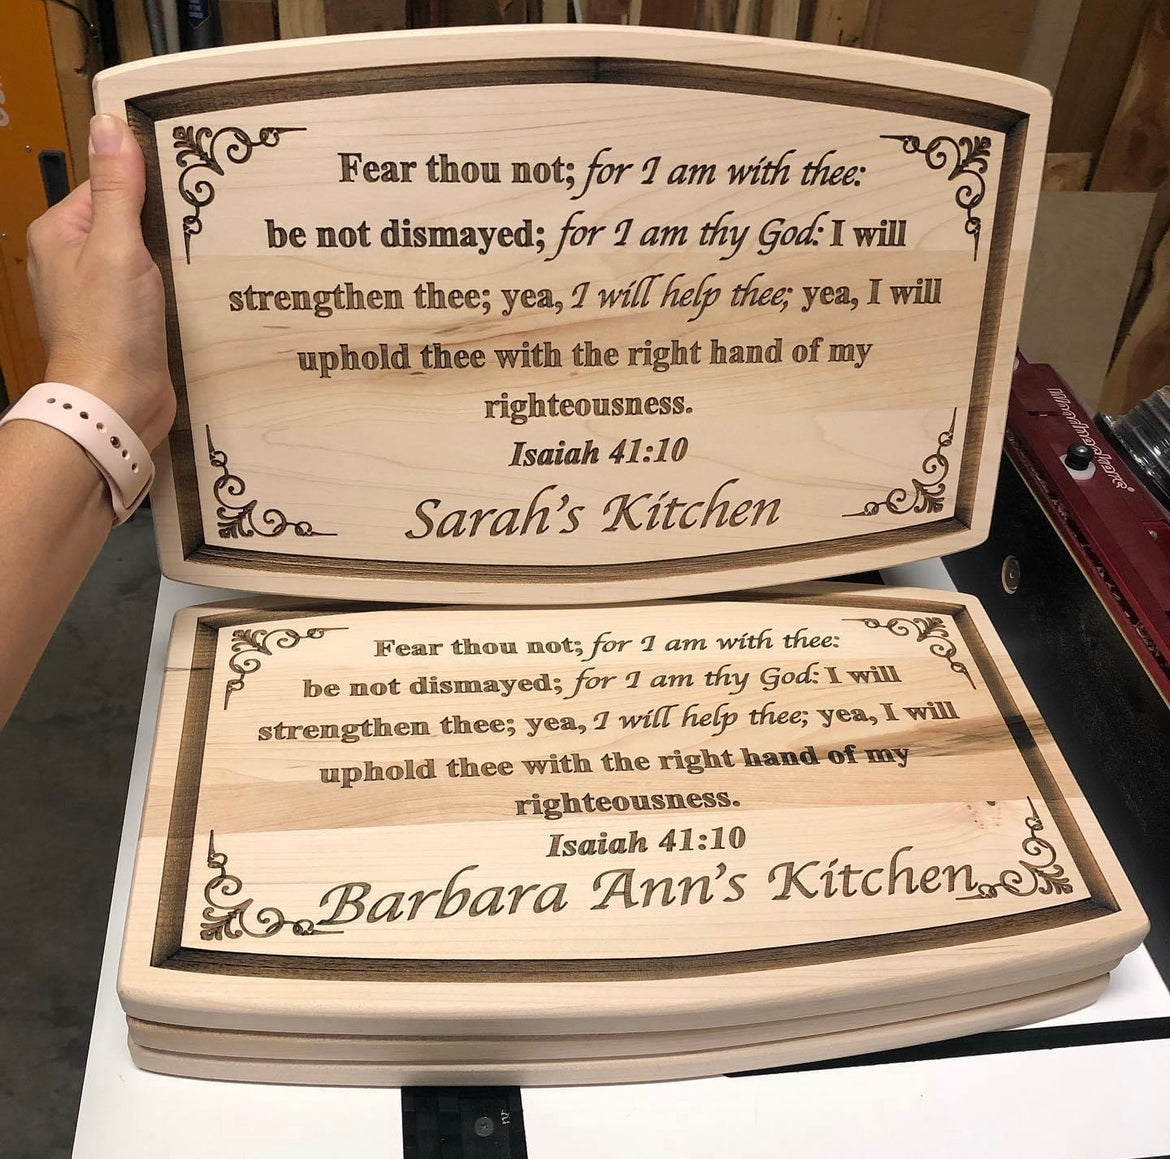 Fear thou not; for I am with thee:
be not dismayed; for I am thy God: I will
strengthen thee; yea, I will help thee; yea, I will
uphold thee with the right hand of my
righteousness.
Isaiah 41:10
Sarah's Kitchen
Fear thou not; for I am with thee:
be not dismayed; for I am thy God: I will
strengthen thee; yea, I will help thee; yea, I will
uphold thee with the right hand of my
righteousness.
Isaiah 41:10
Barbara Ann's Kitchen